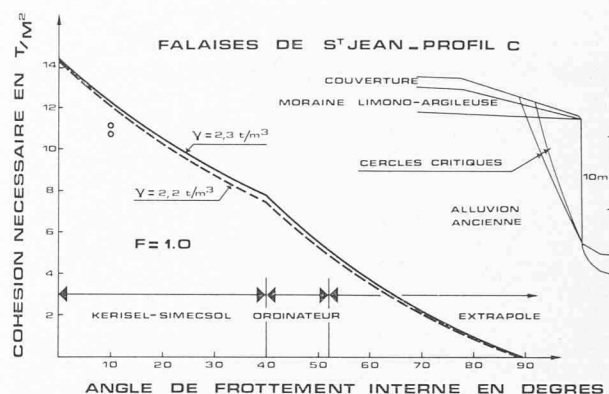 FALAISES DE Sᵀ JEAN_PROFIL C
COHESION NECESSAIRE EN T/M²
14
12
10
8
6
4
2
COUVERTURE
MORAINE LIMONO-ARGILEUSE
CERCLES CRITIQUES
ALLUVION
ANCIENNE
10m
γ = 2,3 t/m³
γ = 2,2 t/m³
F = 1.0
KERISEL-SIMECSOL ORDINATEUR EXTRAPOLE
10 20 30 40 50 60 70 80 90
ANGLE DE FROTTEMENT INTERNE EN DEGRES